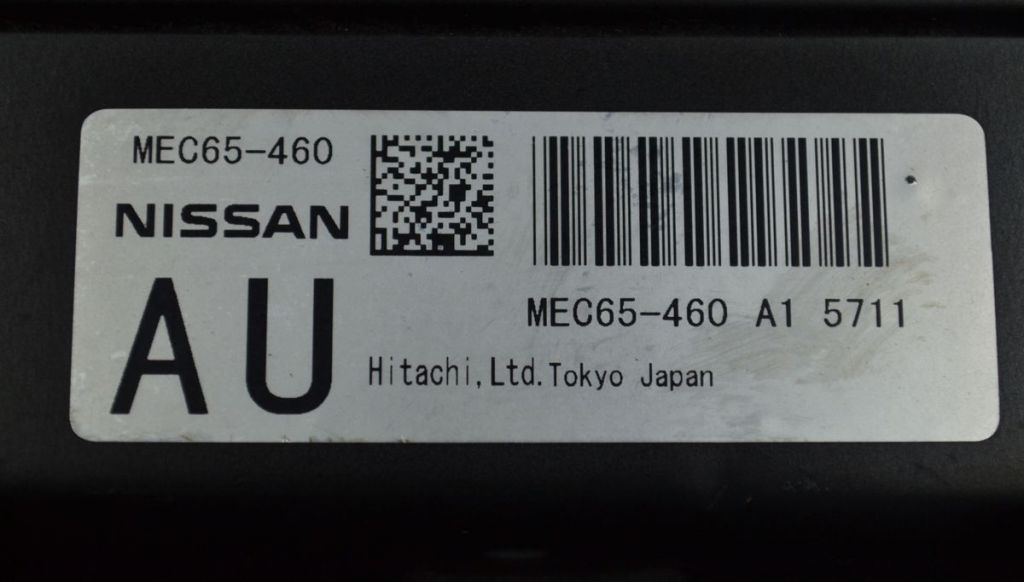 MEC65-460
NISSAN
AU
MEC65-460 A1 5711
Hitachi,Ltd.Tokyo Japan